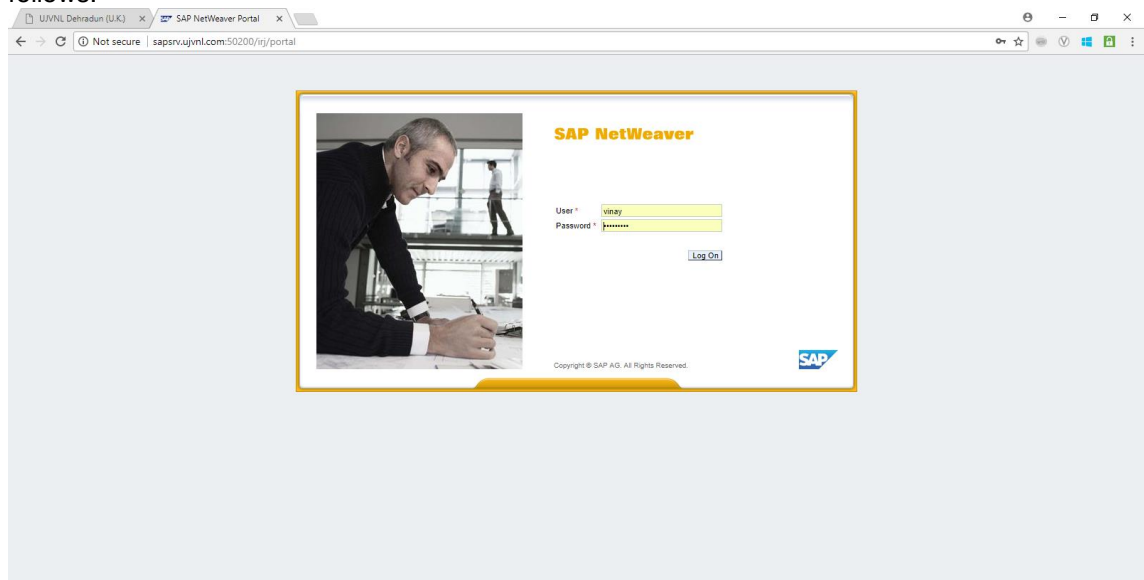 follows:
UJVNL Dehradun (U.K.) SAP NetWeaver Portal
Not secure | sapsrv.ujvnl.com:50200/irj/portal
SAP NetWeaver
User * vinay
Password * •••••••••
Log On
Copyright © SAP AG. All Rights Reserved.
SAP